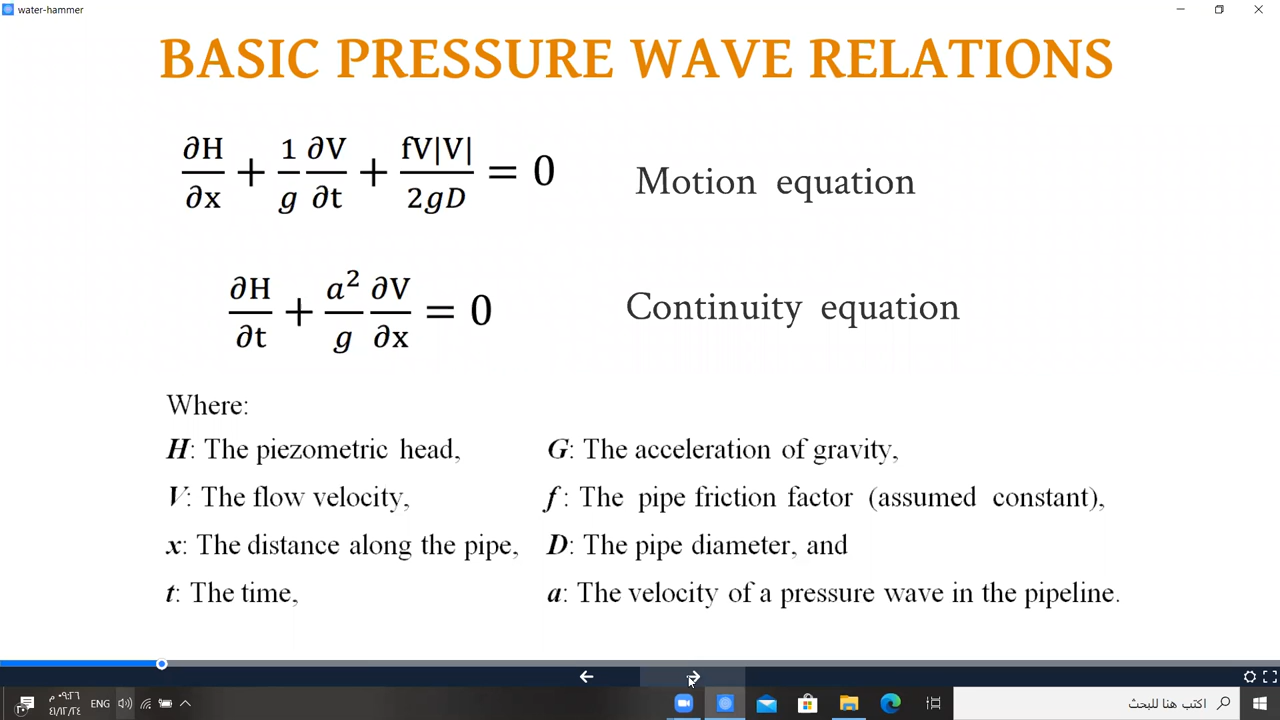 water-hammer
BASIC PRESSURE WAVE RELATIONS
∂H/∂x + 1/g ∂V/∂t + fV|V|/2gD = 0 Motion equation
∂H/∂t + a²/g ∂V/∂x = 0 Continuity equation
Where:
H: The piezometric head, G: The acceleration of gravity,
V: The flow velocity, f : The pipe friction factor (assumed constant),
x: The distance along the pipe, D: The pipe diameter, and
t: The time, a: The velocity of a pressure wave in the pipeline.
٠٩:٢٦ م
ENG
اكتب هنا للبحث